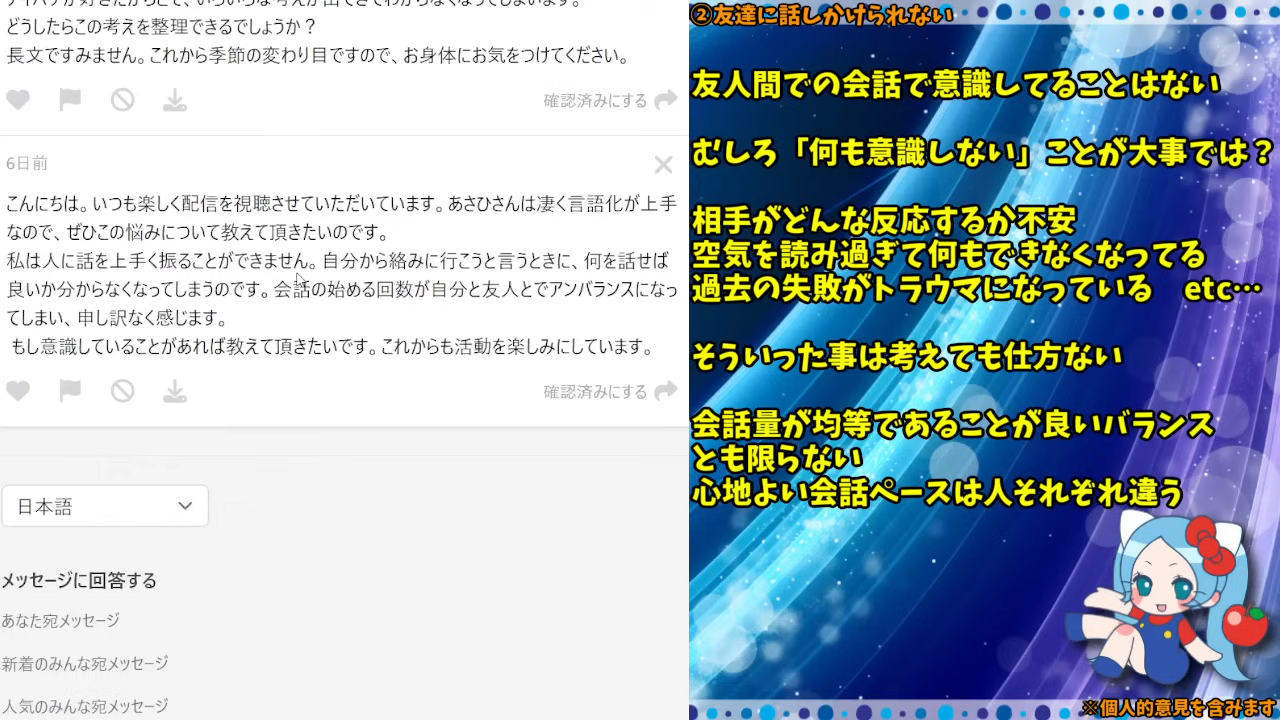 どうしたらこの考えを整理できるでしょうか？
長文ですみません。これから季節の変わり目ですので、お身体にお気をつけてください。
確認済みにする
6日前
こんにちは。いつも楽しく配信を視聴させていただいています。あさひさんは凄く言語化が上手
なので、ぜひこの悩みについて教えて頂きたいのです。
私は人に話を上手く振ることができません。自分から絡みに行こうと言うときに、何を話せば
良いか分からなくなってしまうのです。会話の始める回数が自分と友人とでアンバランスになっ
てしまい、申し訳なく感じます。
もし意識していることがあれば教えて頂きたいです。これからも活動を楽しみにしています。
確認済みにする
日本語
メッセージに回答する
あなた宛メッセージ
新着のみんな宛メッセージ
人気のみんな宛メッセージ
②友達に話しかけられない
友人間での会話で意識してることはない
むしろ「何も意識しない」ことが大事では？
相手がどんな反応するか不安
空気を読み過ぎて何もできなくなってる
過去の失敗がトラウマになっている　etc…
そういった事は考えても仕方ない
会話量が均等であることが良いバランス
とも限らない
心地よい会話ペースは人それぞれ違う
※個人的意見を含みます